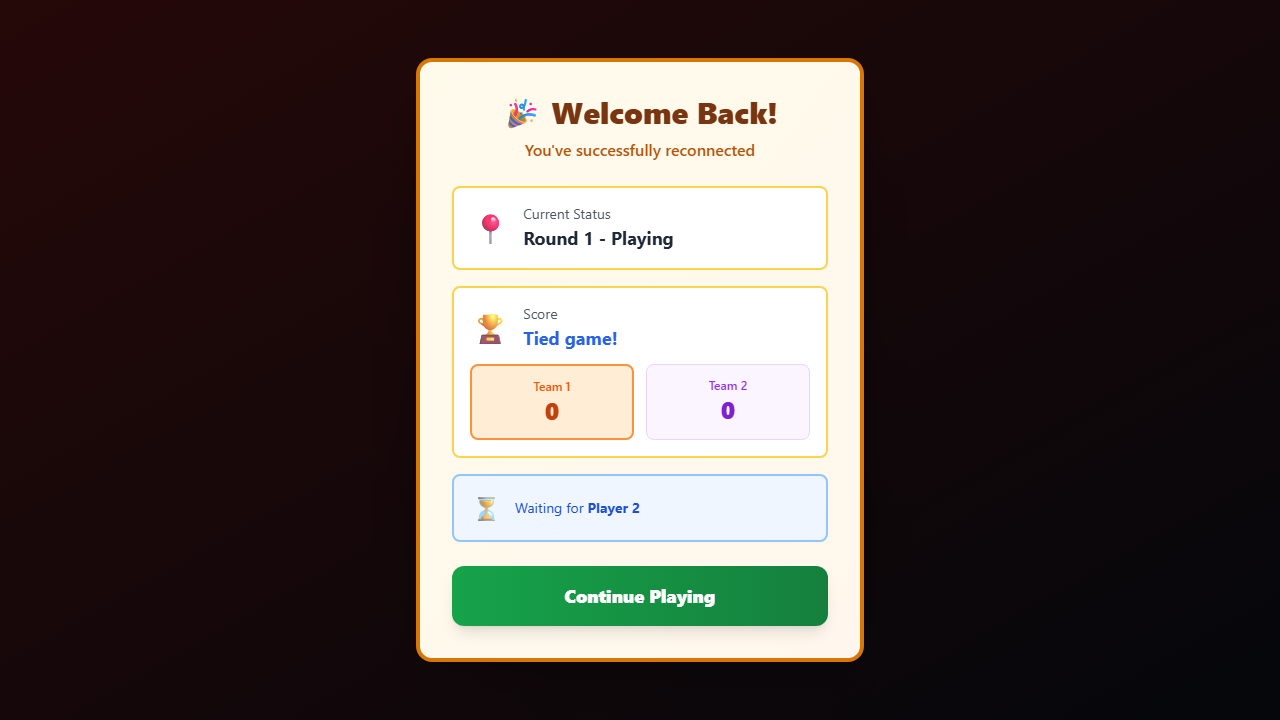 Welcome Back!
You've successfully reconnected
Current Status
Round 1 - Playing
Score
Tied game!
Team 1
0
Team 2
0
Waiting for Player 2
Continue Playing